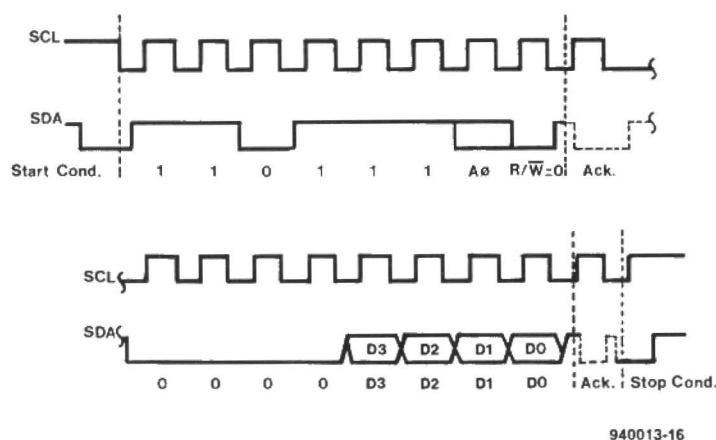 SCL
SDA
Start Cond. 1 1 0 1 1 1 AØ R/W̅=0 Ack.
SCL
SDA
D3 D2 D1 D0
0 0 0 0 D3 D2 D1 D0 Ack. Stop Cond.
940013-16